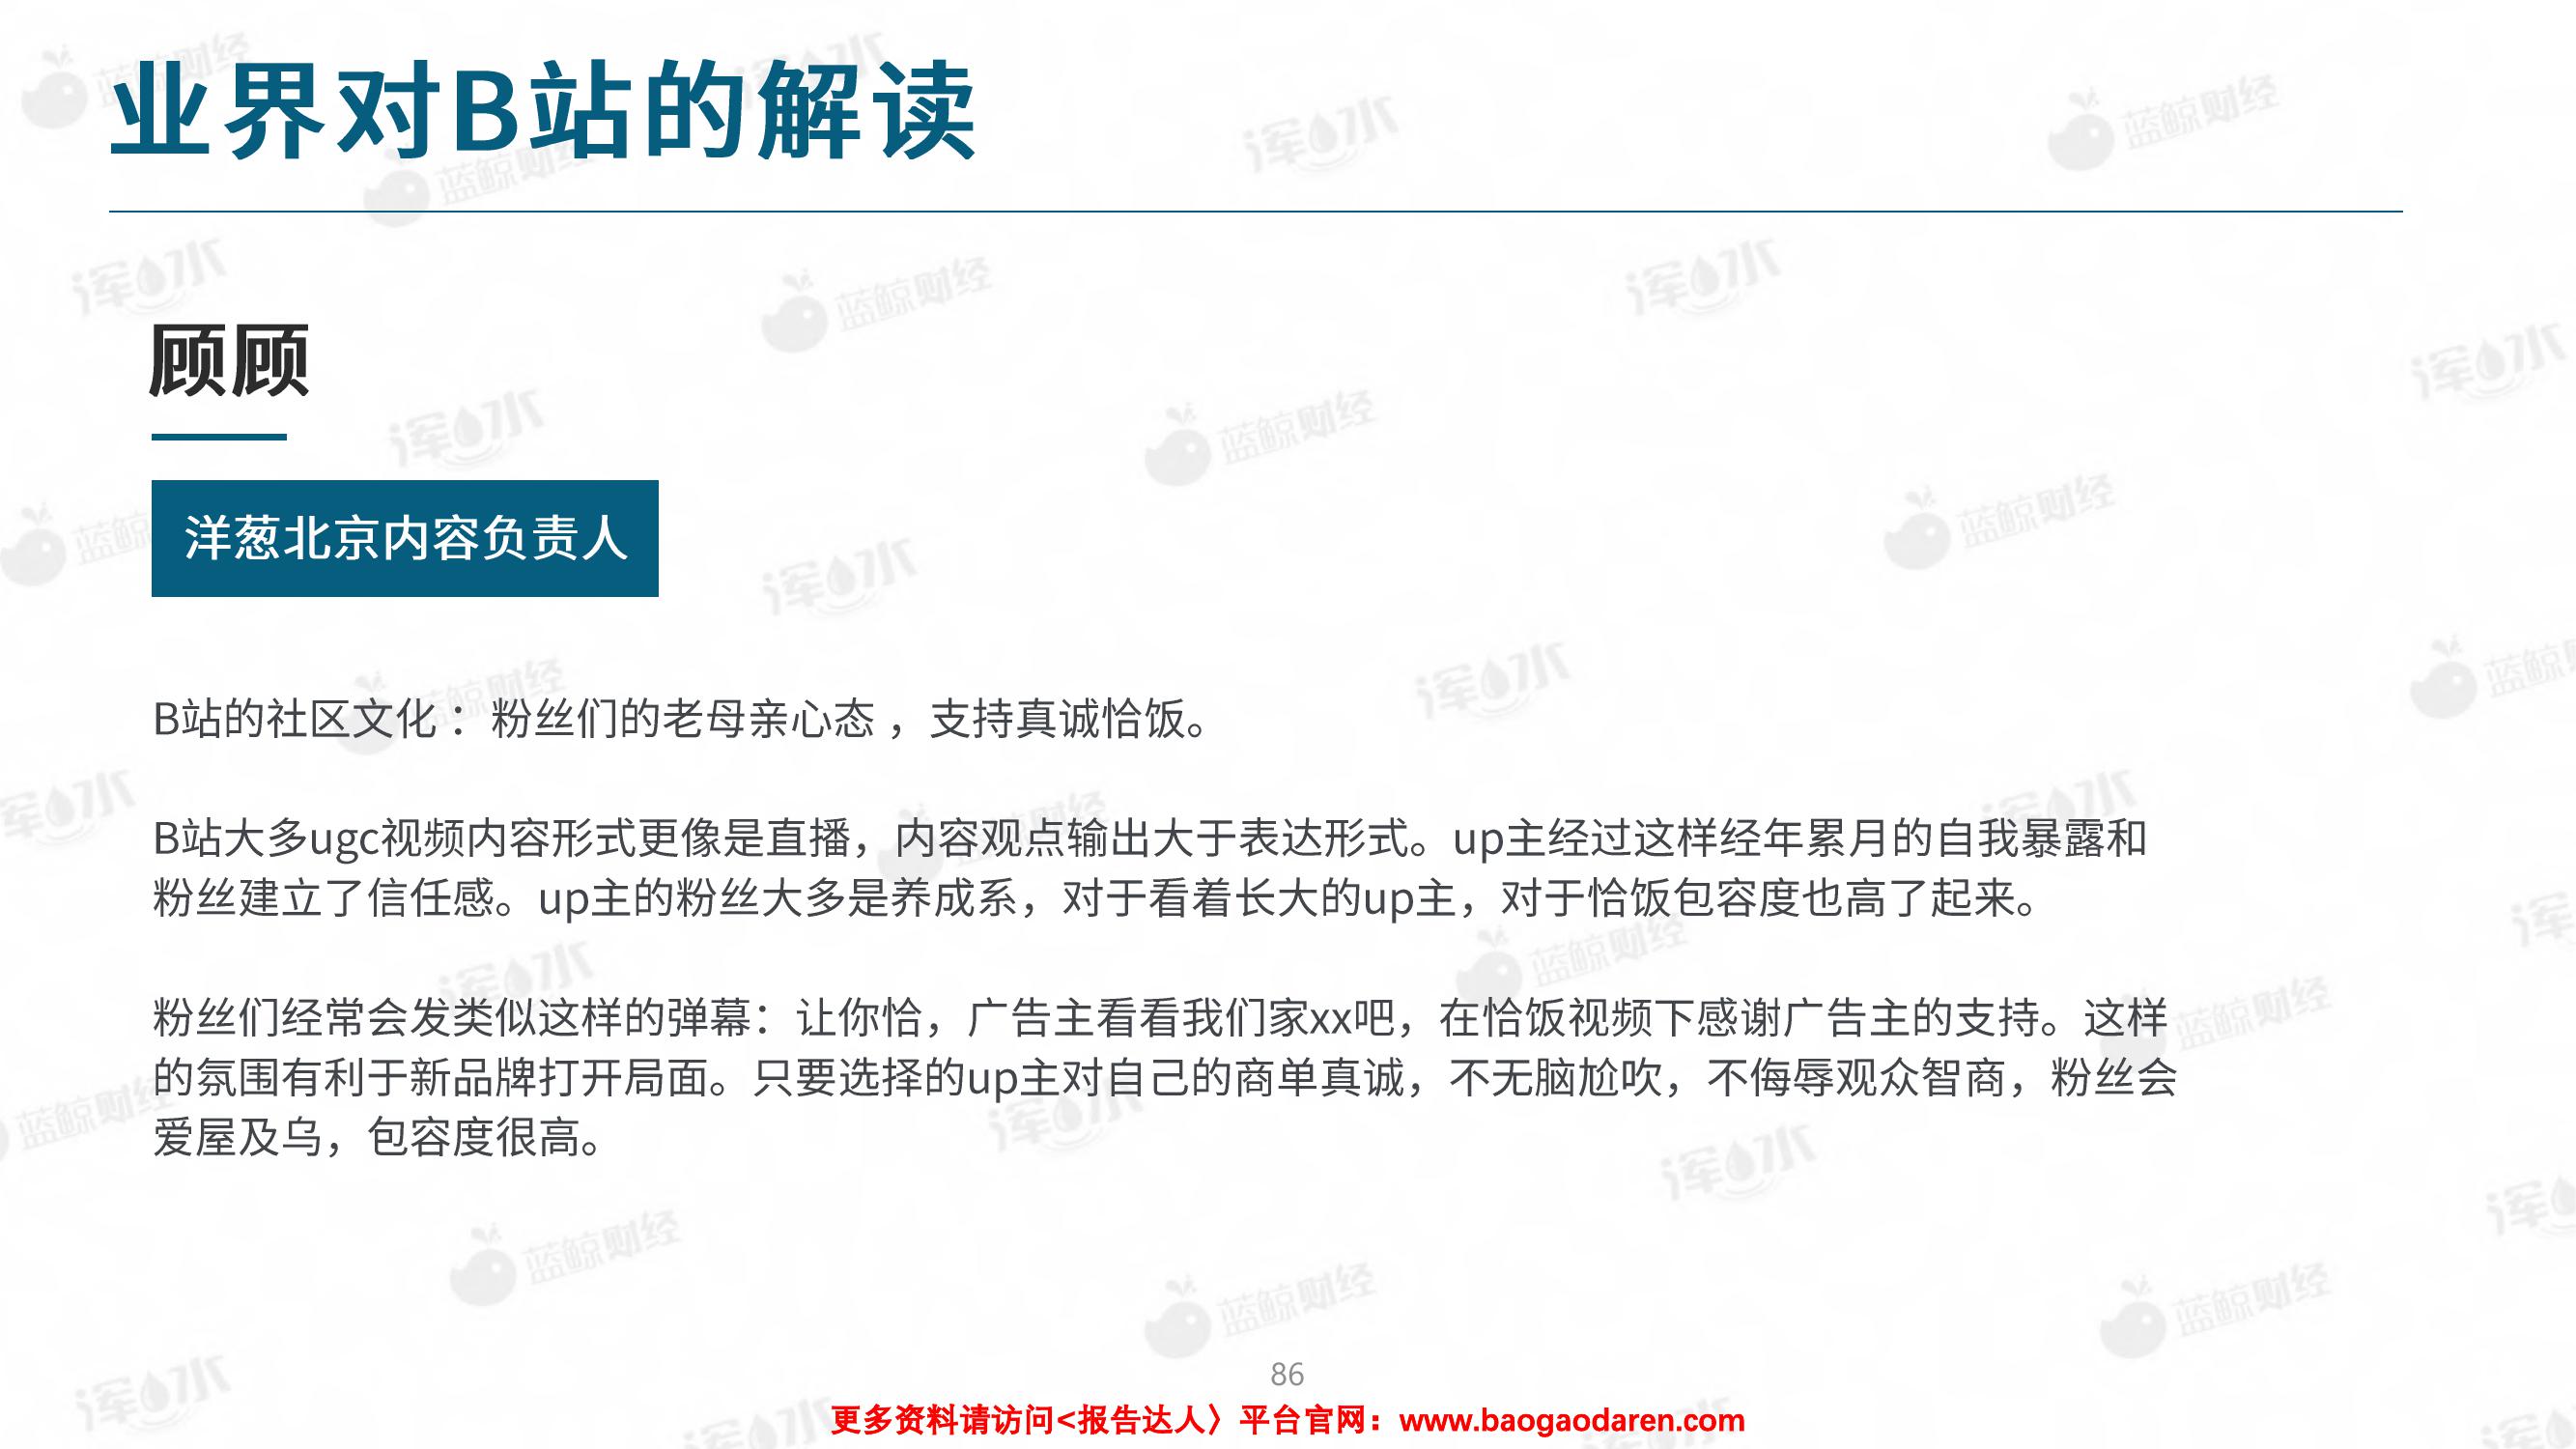 业界对B站的解读
顾顾
洋葱北京内容负责人
B站的社区文化： 粉丝们的老母亲心态 ，支持真诚恰饭。
B站大多ugc视频内容形式更像是直播，内容观点输出大于表达形式。up主经过这样经年累月的自我暴露和
粉丝建立了信任感。up主的粉丝大多是养成系，对于看着长大的up主，对于恰饭包容度也高了起来。
粉丝们经常会发类似这样的弹幕：让你恰，广告主看看我们家xx吧，在恰饭视频下感谢广告主的支持。这样
的氛围有利于新品牌打开局面。只要选择的up主对自己的商单真诚，不无脑尬吹，不侮辱观众智商，粉丝会
爱屋及乌，包容度很高。
86
更多资料请访问<报告达人〉平台官网：www.baogaodaren.com
蓝鲸财经
浑水